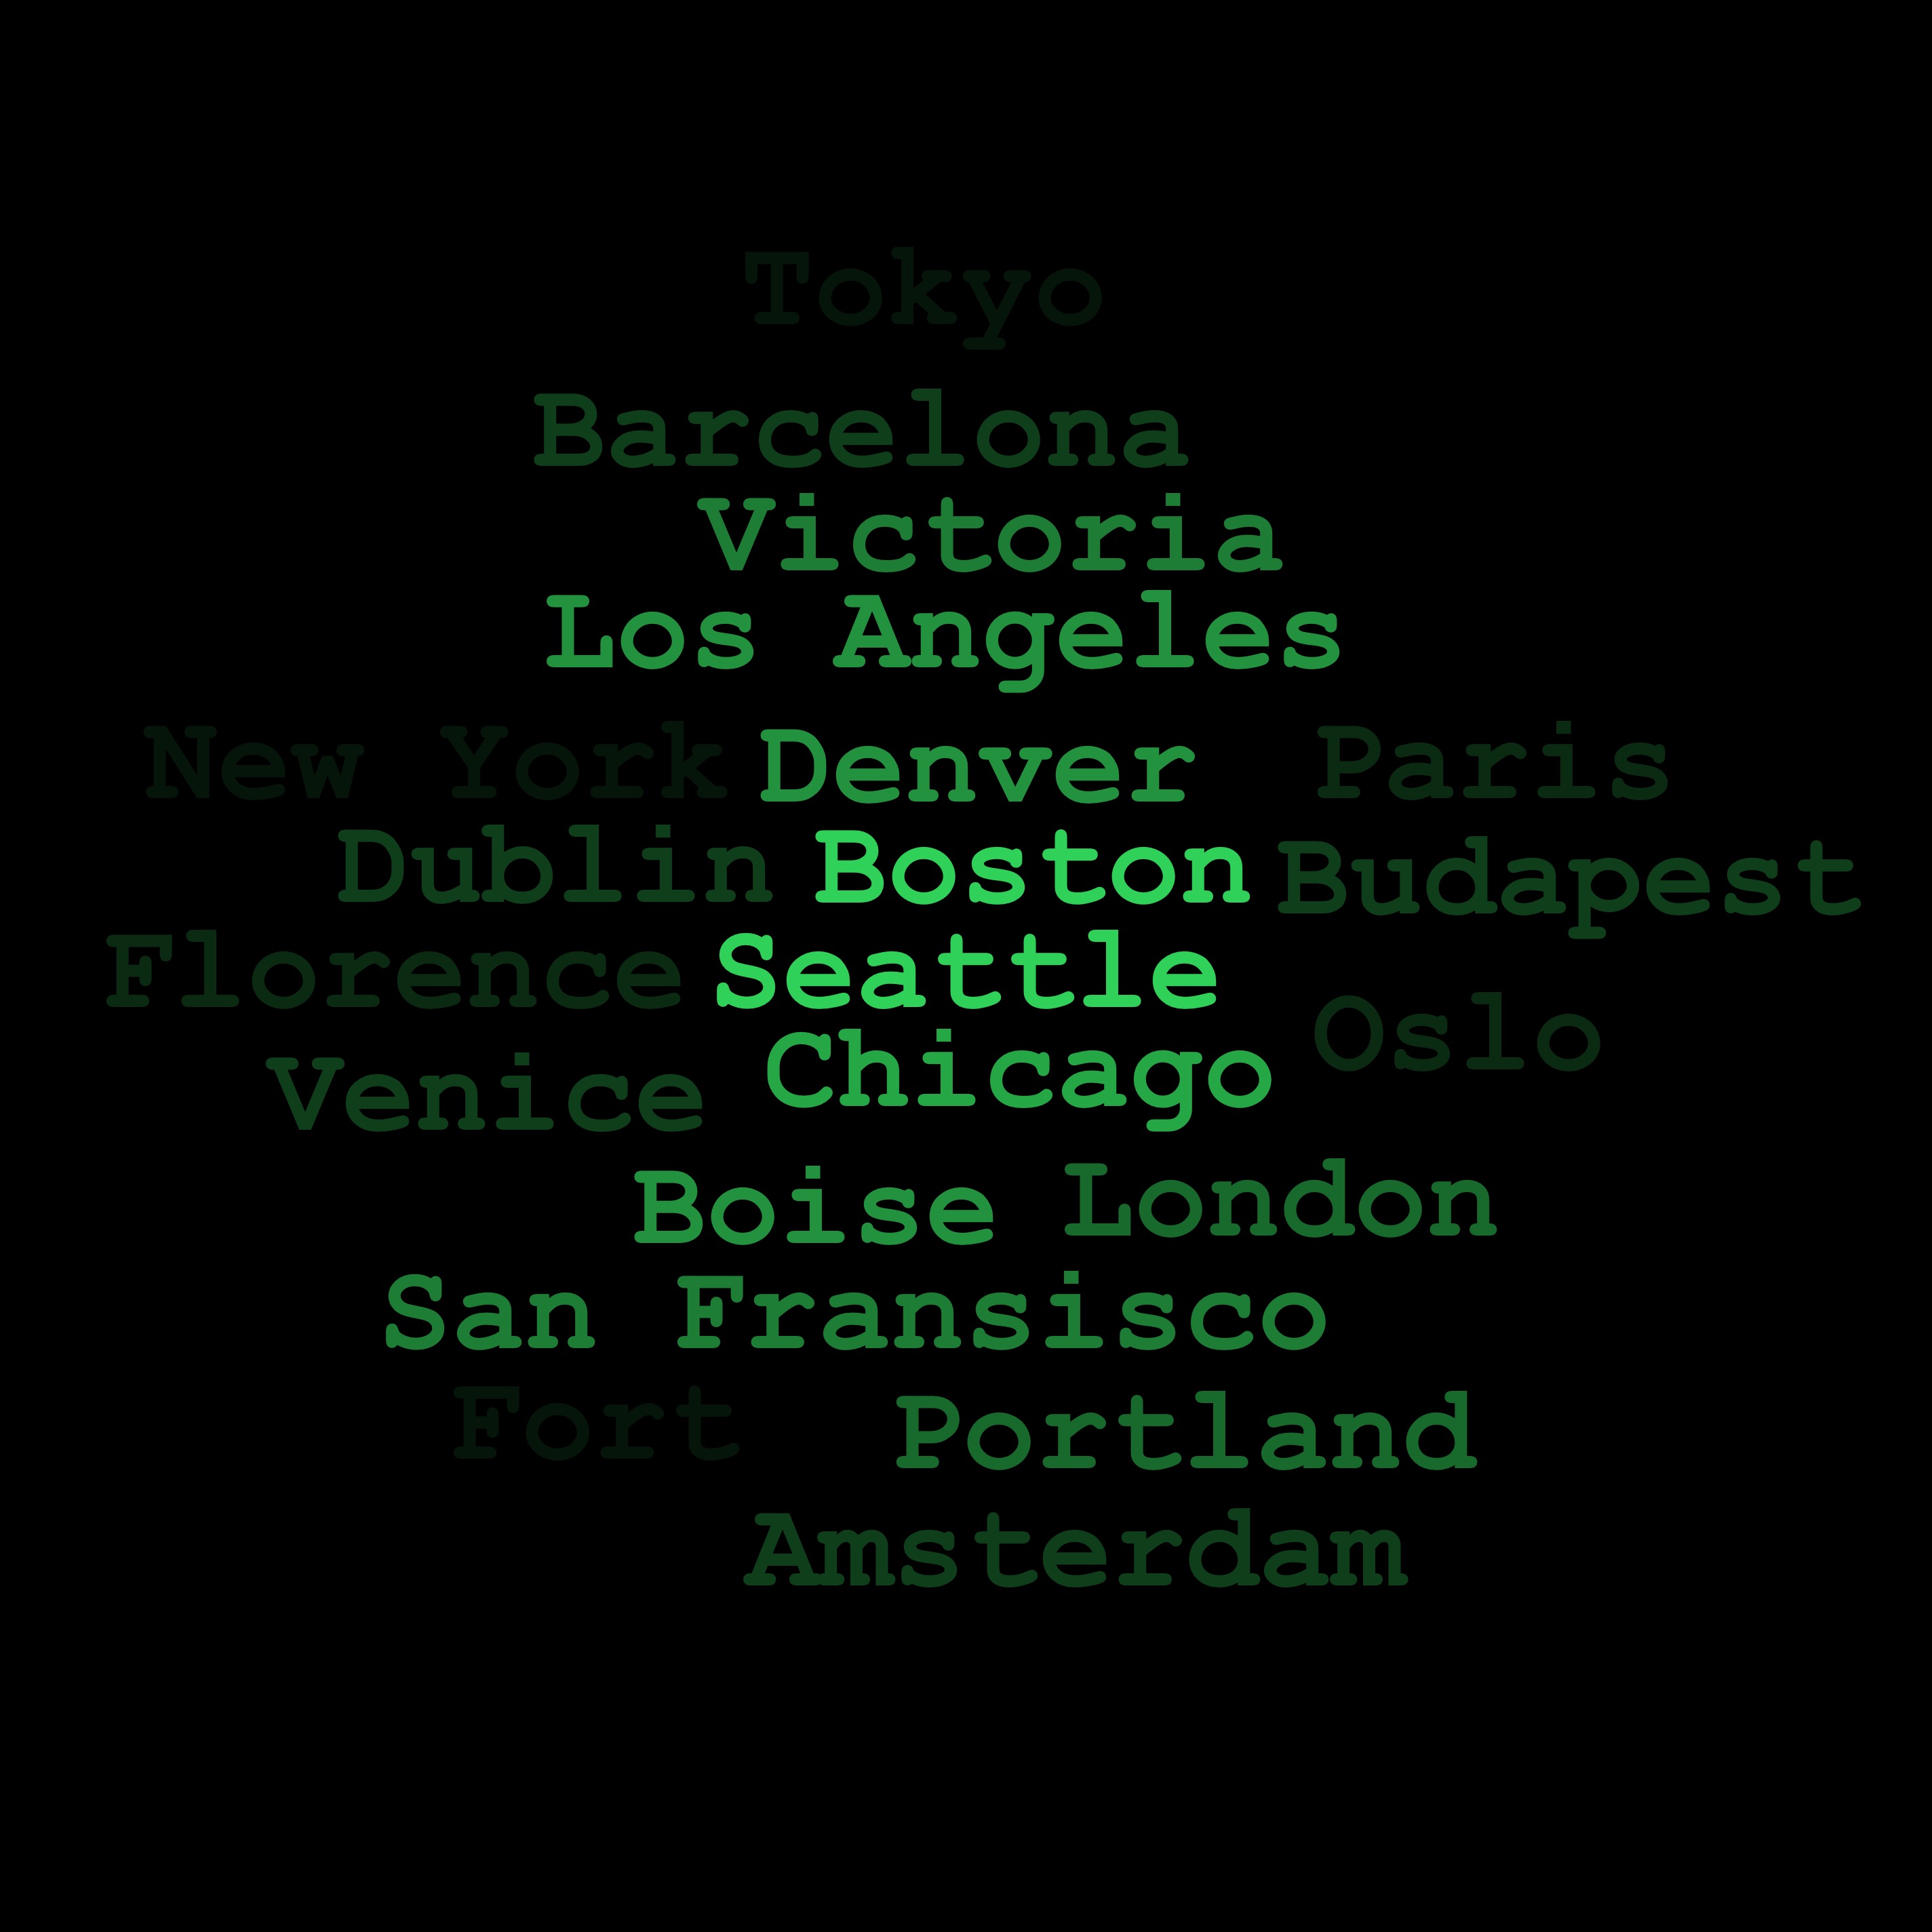 Tokyo
Barcelona
Victoria
Los Angeles
New York Denver Paris
Dublin Boston Budapest
Florence Seattle
Oslo
Venice Chicago
Boise London
San Fransisco
Fort Portland
Amsterdam